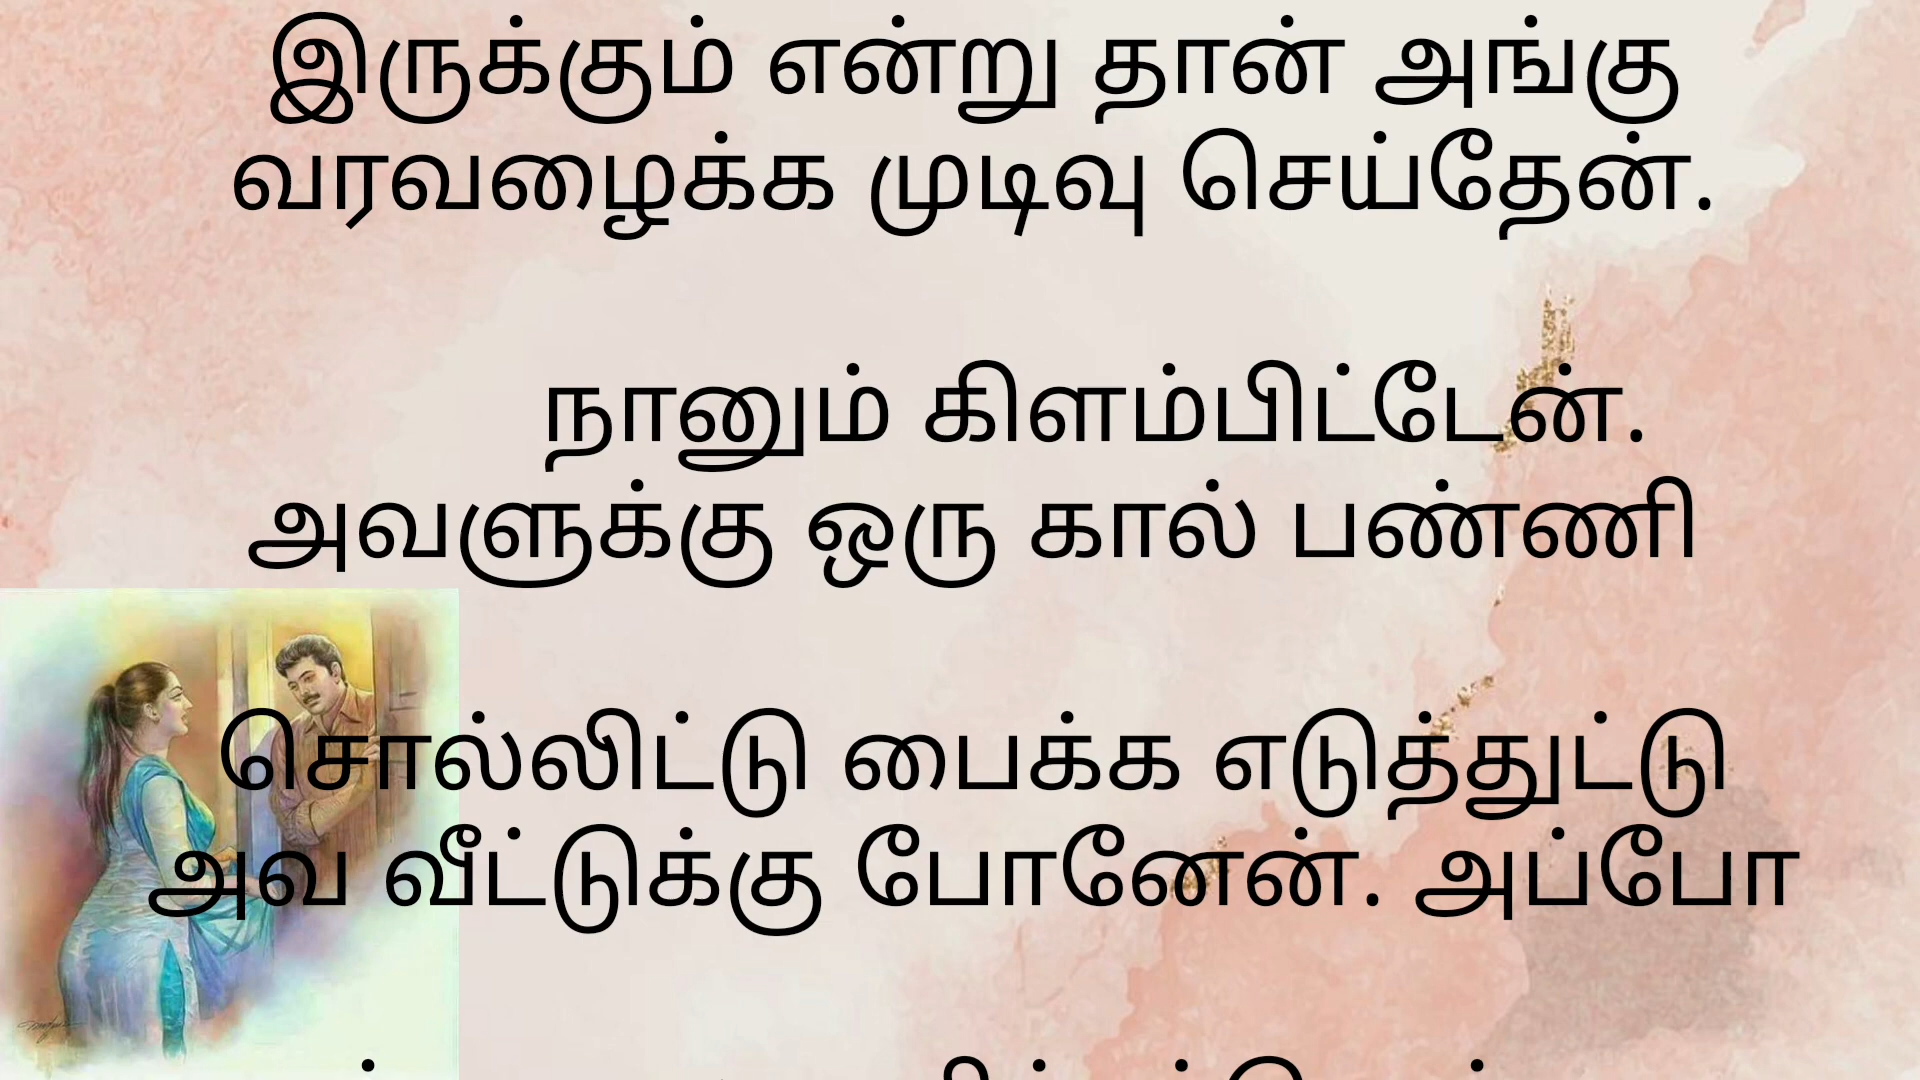 இருக்கும் என்று தான் அங்கு
வரவழைக்க முடிவு செய்தேன்.
நானும் கிளம்பிட்டேன்.
அவளுக்கு ஒரு கால் பண்ணி
சொல்லிட்டு பைக்க எடுத்துட்டு
அவ வீட்டுக்கு போனேன். அப்போ